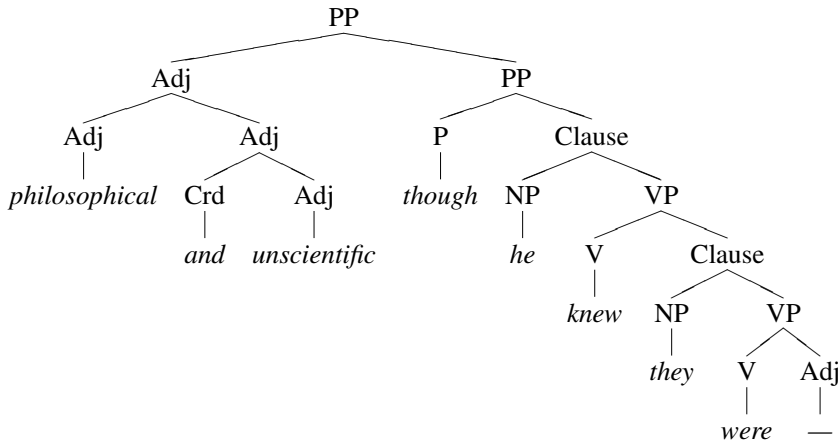 PP
Adj PP
Adj Adj P Clause
philosophical Crd Adj though NP VP
and unscientific he V Clause
knew NP VP
they V Adj
were —